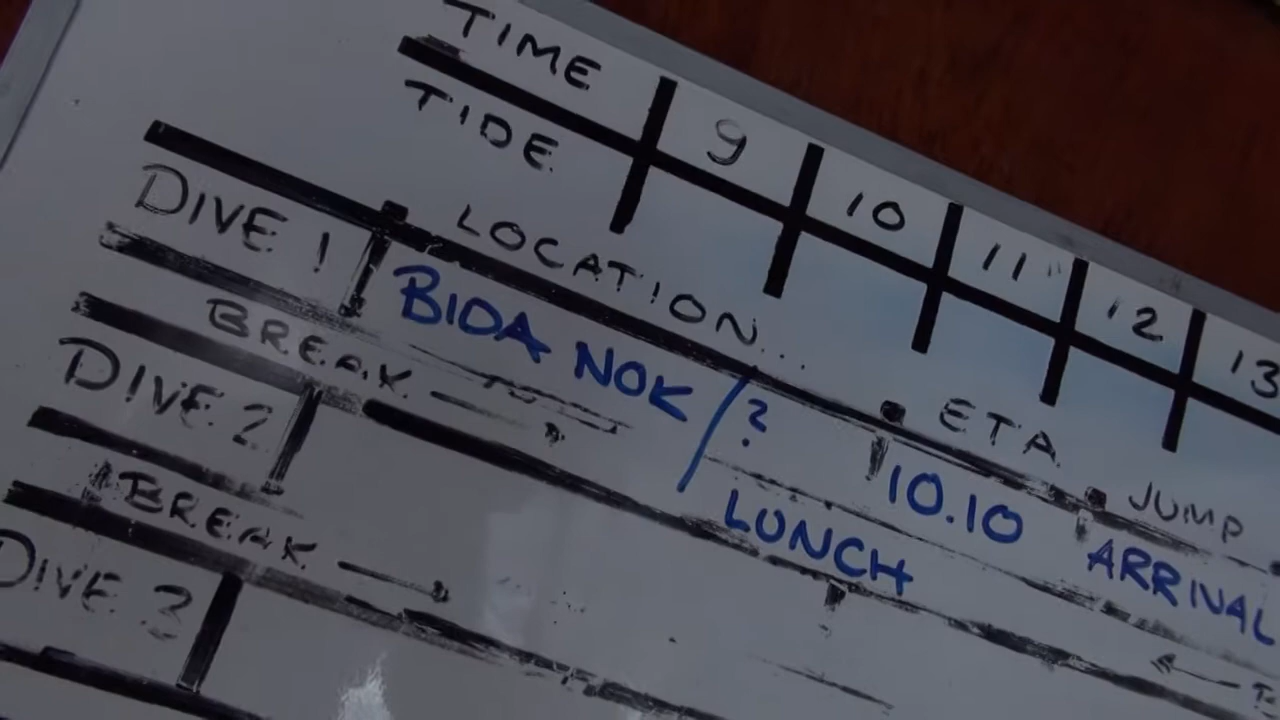 TIME 9 10 11 12 13
TIDE
LOCATION... ETA JUMP
DIVE 1 BIDA NOK /? 10.10 ARRIVAL
BREAK → LUNCH
DIVE 2
BREAK →
DIVE 3